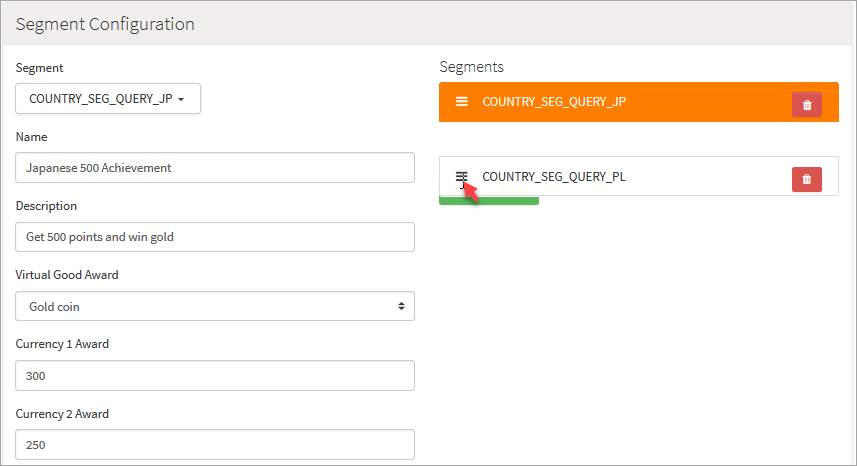 Segment Configuration
Segment
COUNTRY_SEG_QUERY_JP
Name
Japanese 500 Achievement
Description
Get 500 points and win gold
Virtual Good Award
Gold coin
Currency 1 Award
300
Currency 2 Award
250
Segments
COUNTRY_SEG_QUERY_JP
COUNTRY_SEG_QUERY_PL